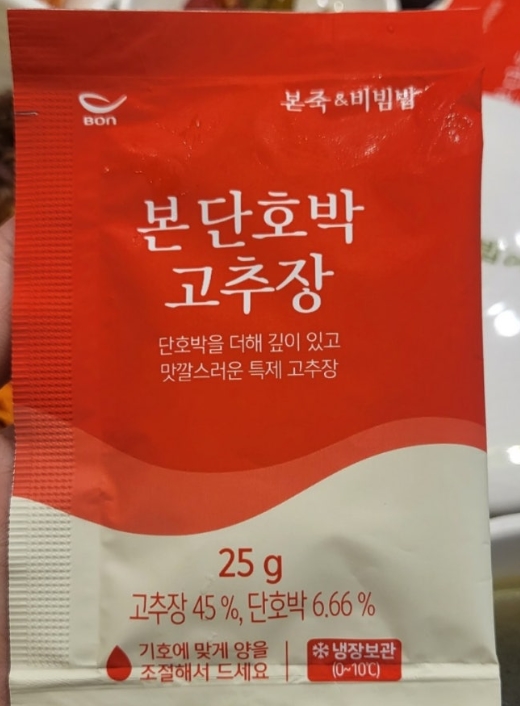 BON
본죽&비빔밥
본단호박
고추장
단호박을 더해 깊이 있고
맛깔스러운 특제 고추장
25 g
고추장 45 %, 단호박 6.66 %
기호에 맞게 양을
조절해서 드세요
냉장보관
(0~10℃)